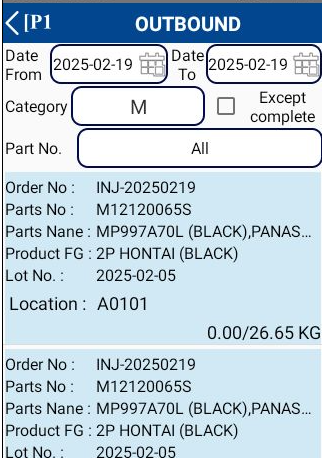 [P1 OUTBOUND
Date From 2025-02-19 Date To 2025-02-19
Category M Except complete
Part No. All
Order No : INJ-20250219
Parts No : M12120065S
Parts Nane : MP997A70L (BLACK),PANAS...
Product FG : 2P HONTAI (BLACK)
Lot No. : 2025-02-05
Location : A0101
0.00/26.65 KG
Order No : INJ-20250219
Parts No : M12120065S
Parts Nane : MP997A70L (BLACK),PANAS...
Product FG : 2P HONTAI (BLACK)
Lot No. : 2025-02-05